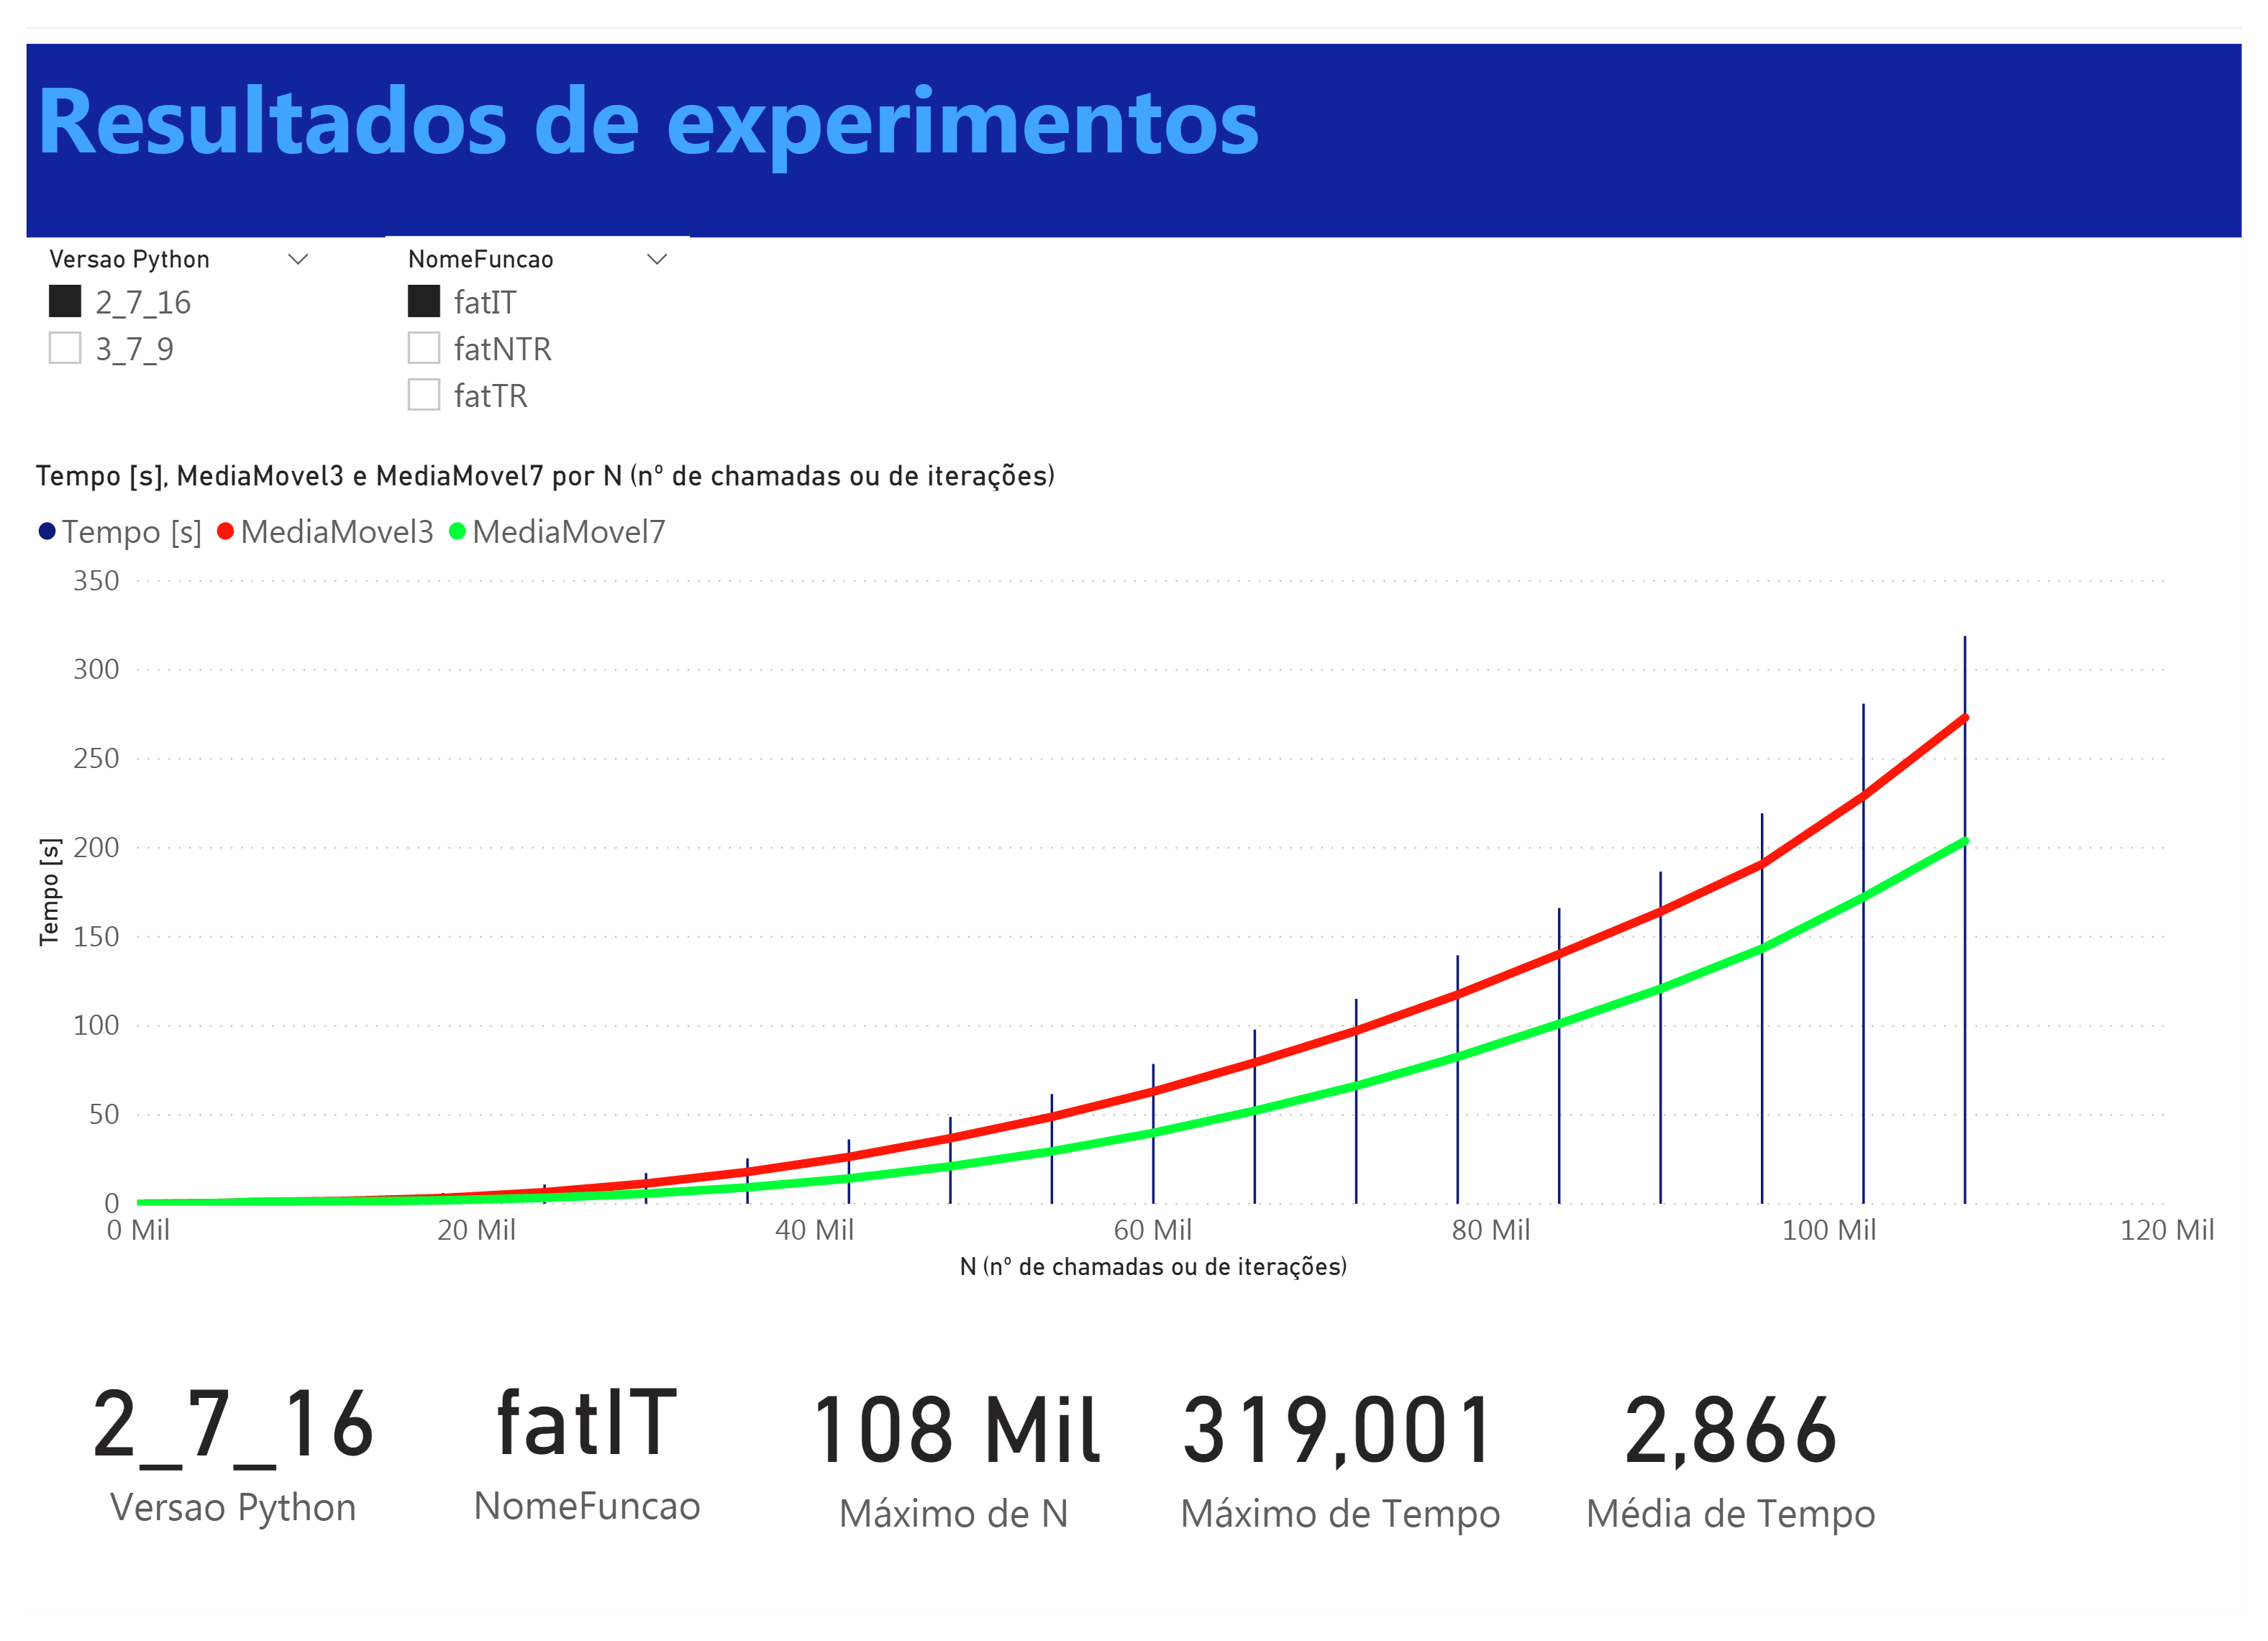 Resultados de experimentos
Versao Python
2_7_16
3_7_9
NomeFuncao
fatIT
fatNTR
fatTR
Tempo [s], MediaMovel3 e MediaMovel7 por N (nº de chamadas ou de iterações)
Tempo [s] MediaMovel3 MediaMovel7
350
300
250
200
150
100
50
0
Tempo [s]
0 Mil 20 Mil 40 Mil 60 Mil 80 Mil 100 Mil 120 Mil
N (nº de chamadas ou de iterações)
2_7_16
Versao Python
fatIT
NomeFuncao
108 Mil
Máximo de N
319,001
Máximo de Tempo
2,866
Média de Tempo